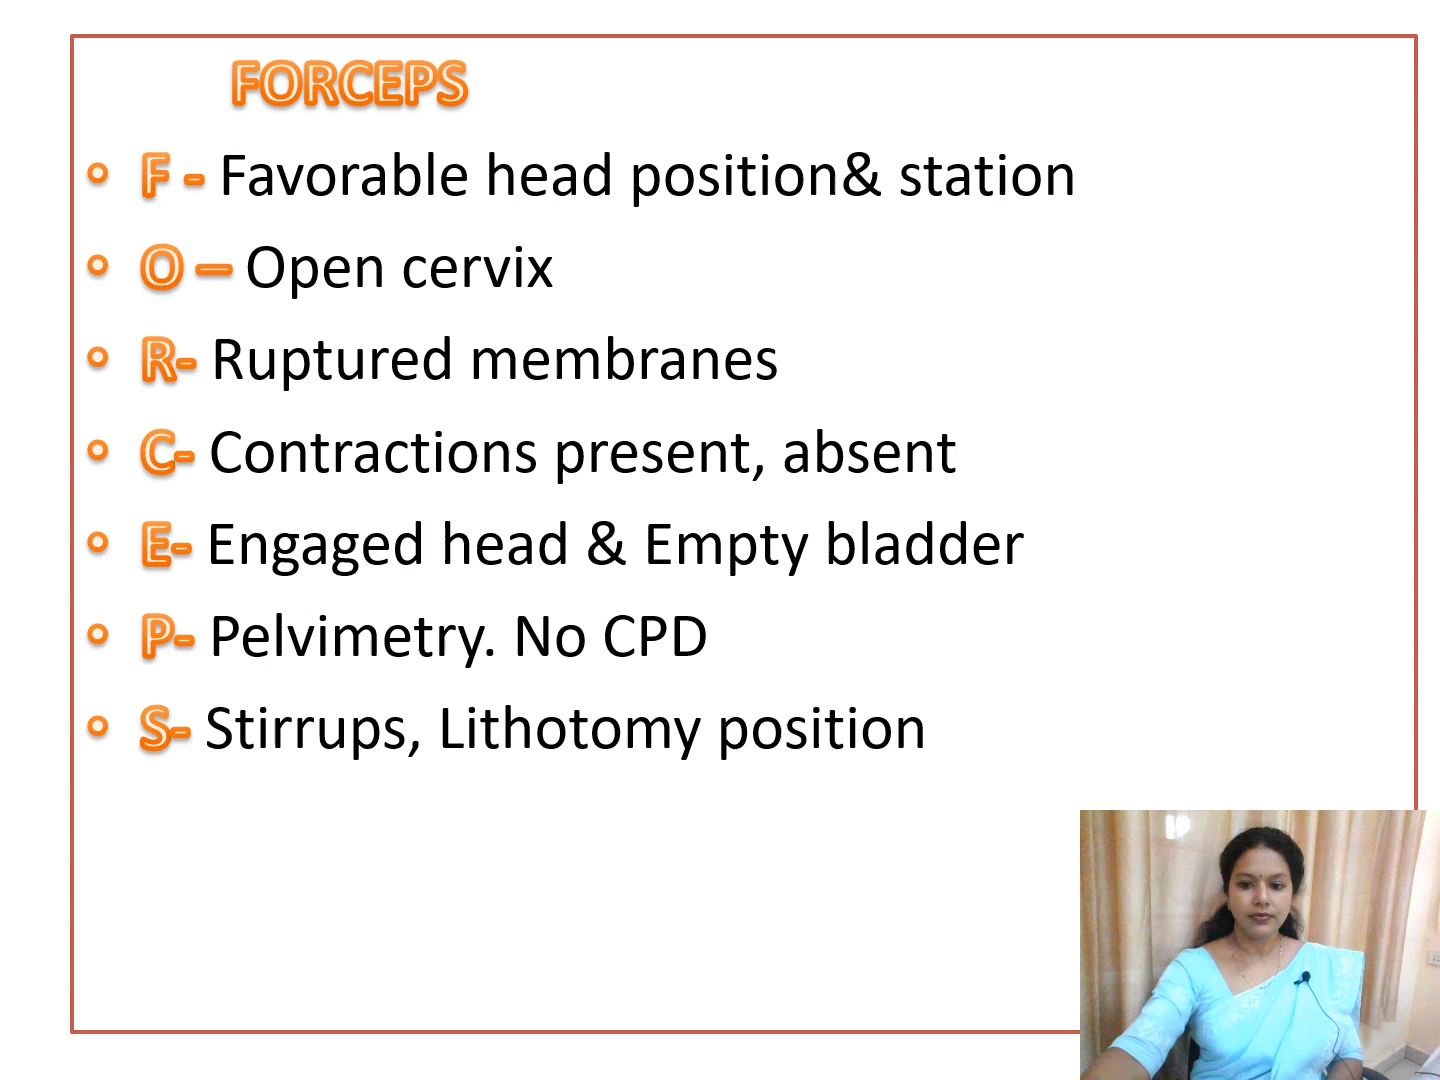 FORCEPS
F - Favorable head position& station
O – Open cervix
R- Ruptured membranes
C- Contractions present, absent
E- Engaged head & Empty bladder
P- Pelvimetry. No CPD
S- Stirrups, Lithotomy position